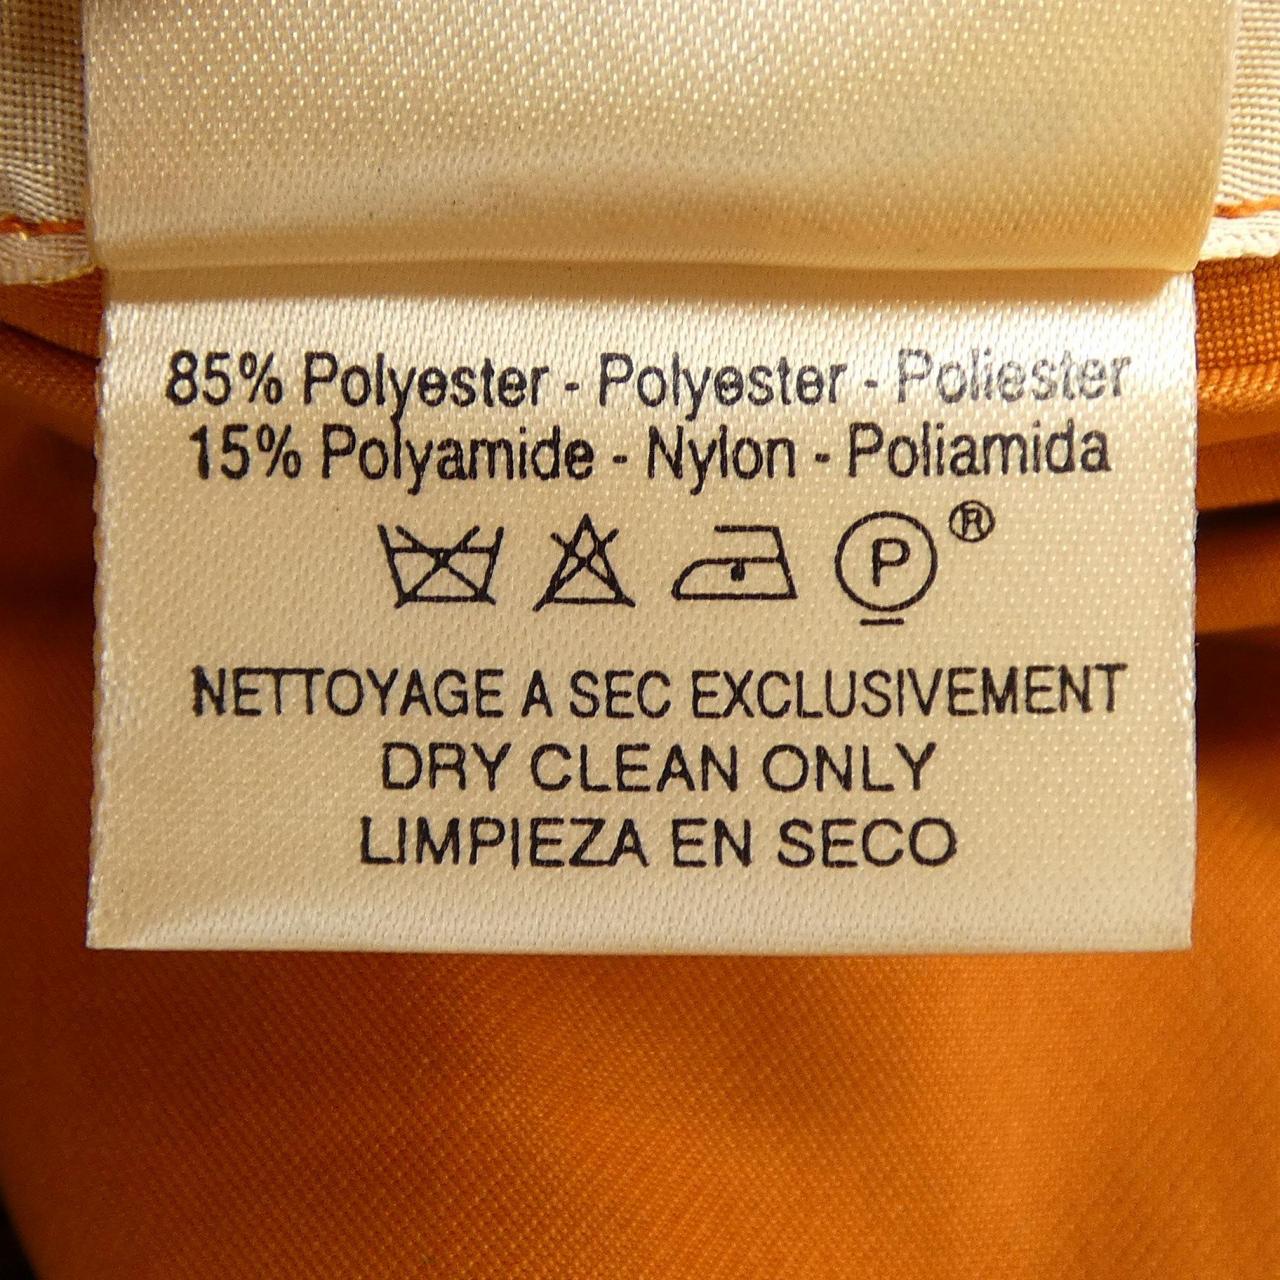 85% Polyester - Polyester - Poliester
15% Polyamide - Nylon - Poliamida
P ®
NETTOYAGE A SEC EXCLUSIVEMENT
DRY CLEAN ONLY
LIMPIEZA EN SECO